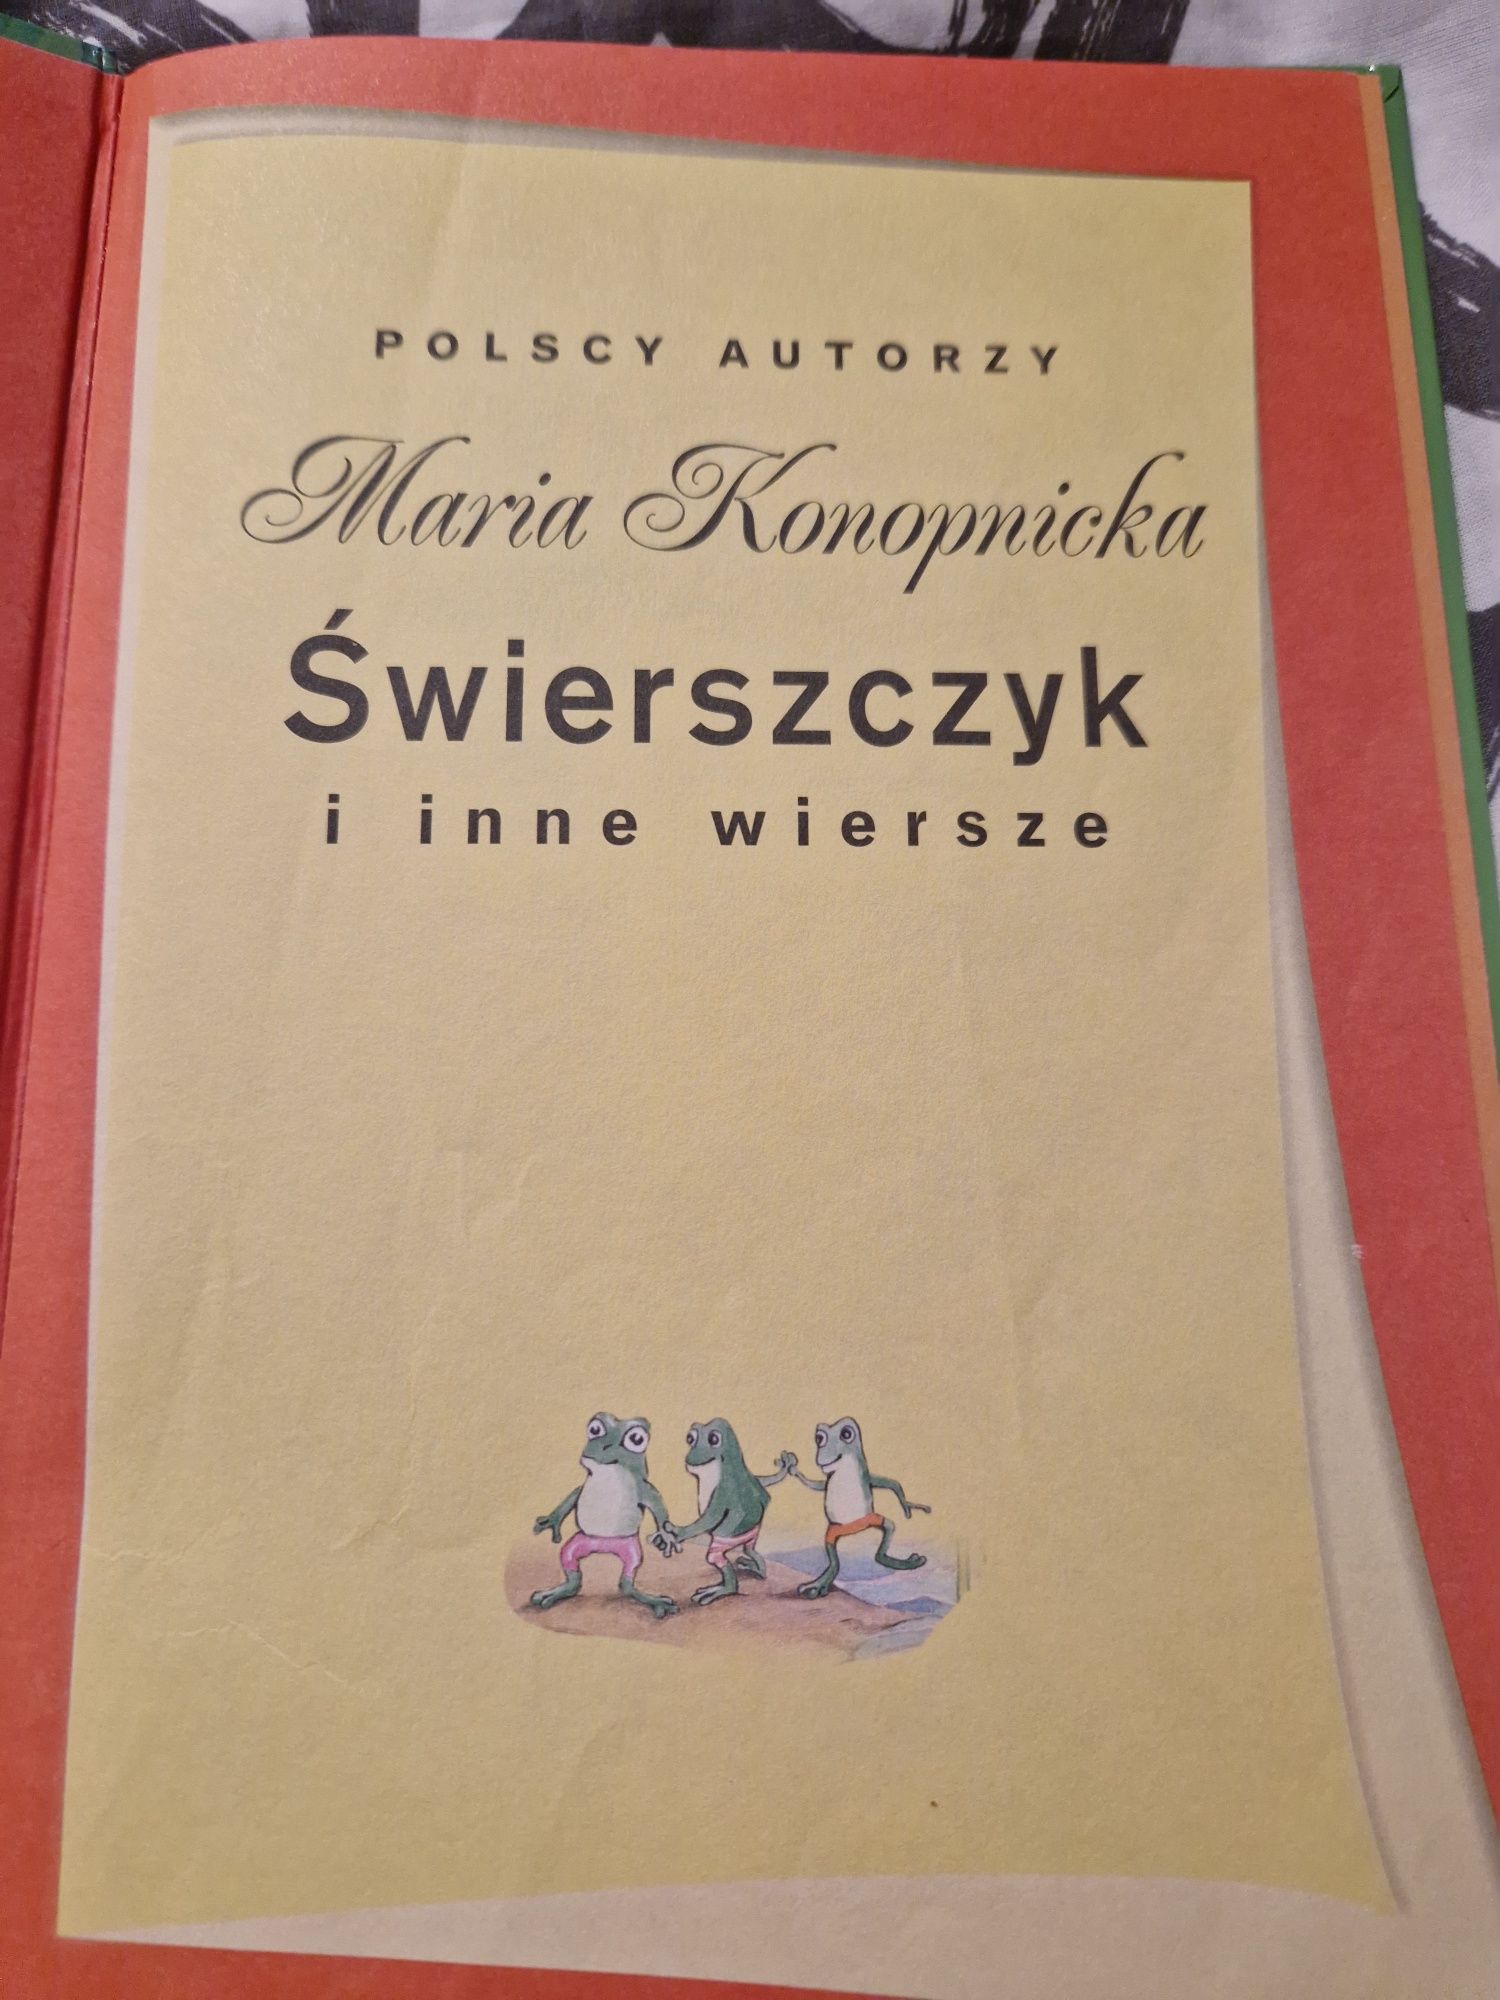 POLSCY AUTORZY
Maria Konopnicka
Świerszczyk
i inne wiersze